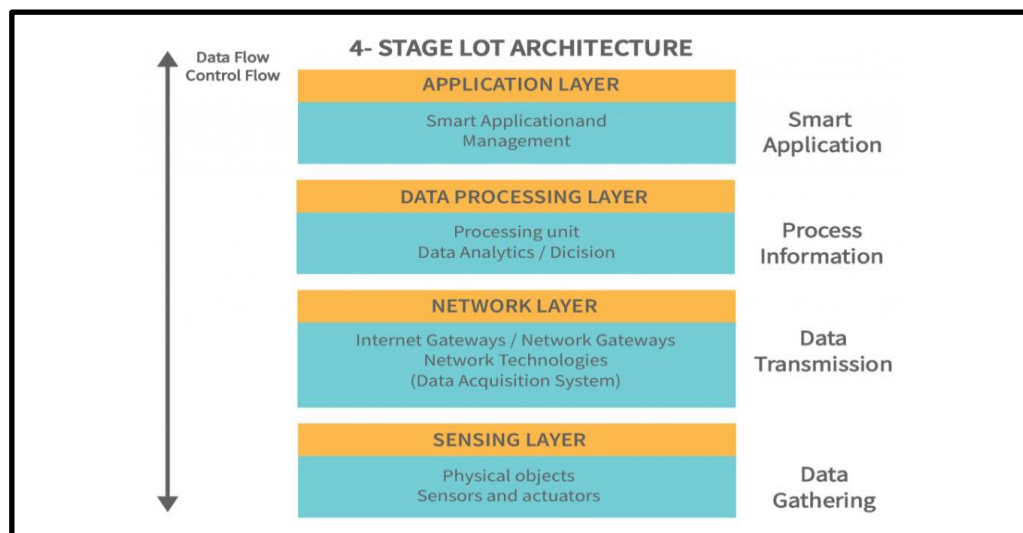 4- STAGE LOT ARCHITECTURE
Data Flow
Control Flow
APPLICATION LAYER
Smart Applicationand
Management
Smart
Application
DATA PROCESSING LAYER
Processing unit
Data Analytics / Dicision
Process
Information
NETWORK LAYER
Internet Gateways / Network Gateways
Network Technologies
(Data Acquisition System)
Data
Transmission
SENSING LAYER
Physical objects
Sensors and actuators
Data
Gathering